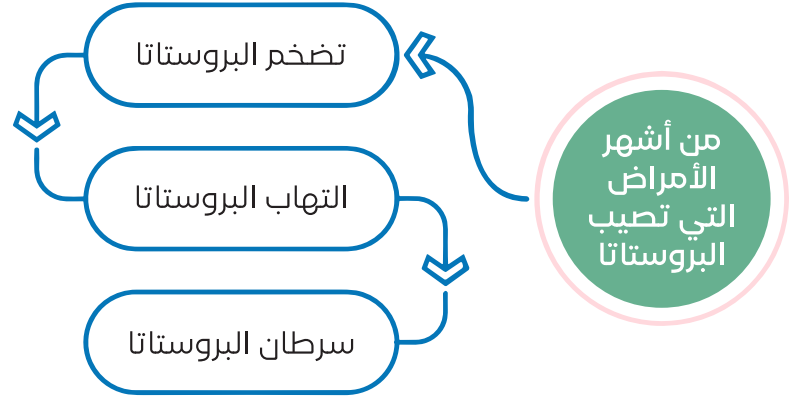 من أشهر
الأمراض
التي تصيب
البروستاتا
تضخم البروستاتا
التهاب البروستاتا
سرطان البروستاتا